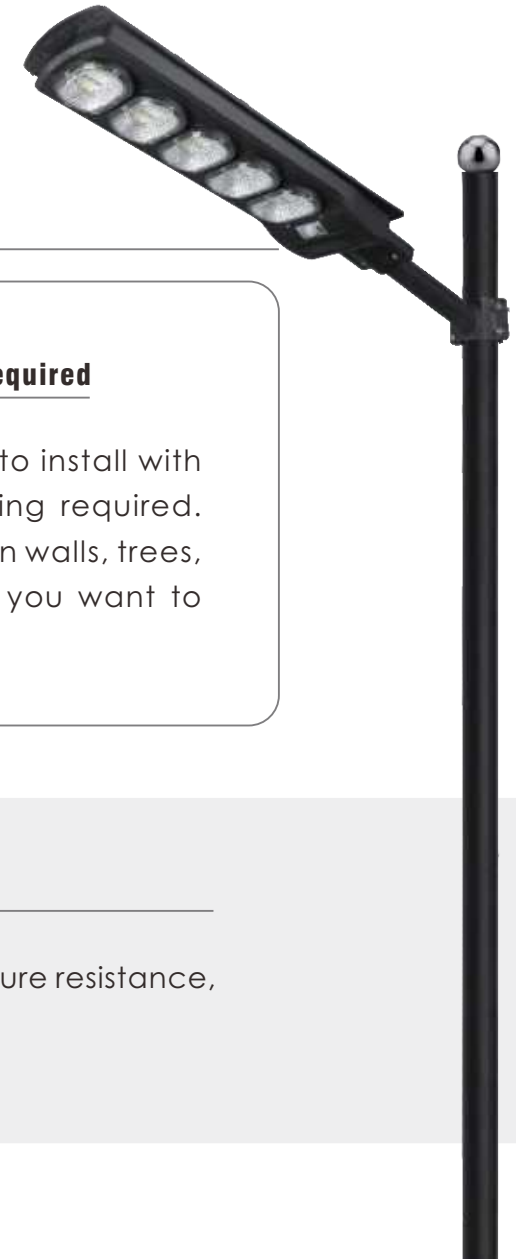 equired
to install with
ing required.
n walls, trees,
you want to
ure resistance,